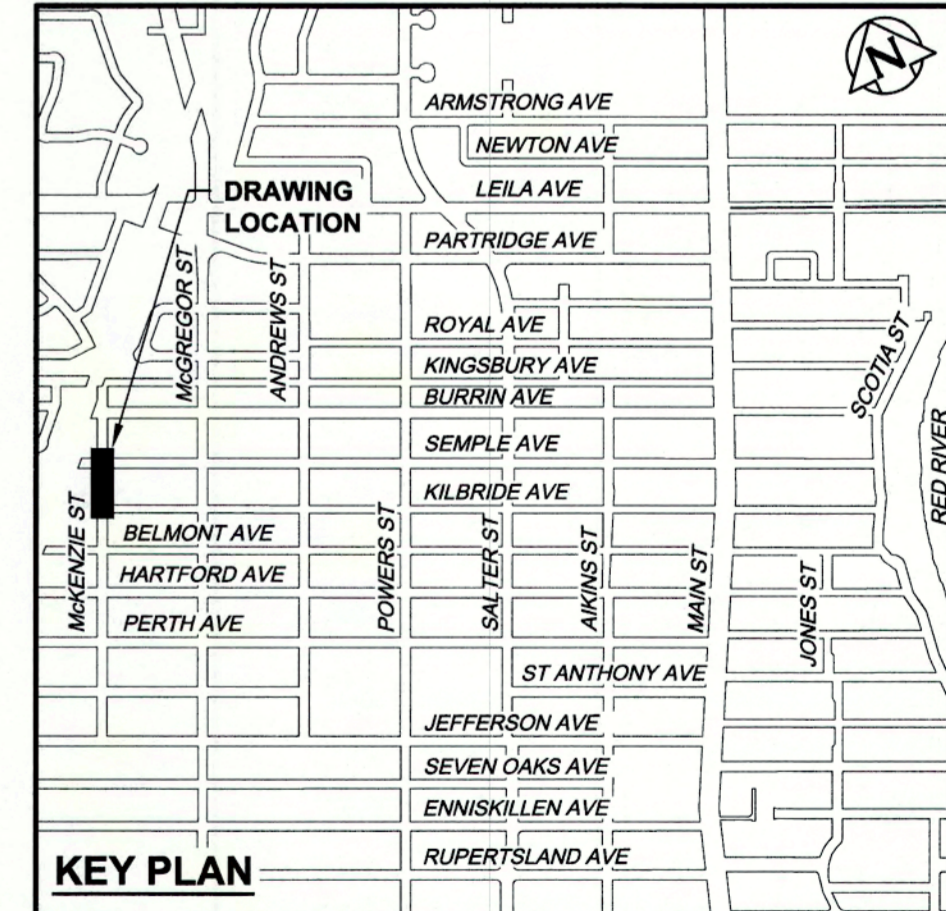 N
ARMSTRONG AVE
NEWTON AVE
LEILA AVE
DRAWING
LOCATION
PARTRIDGE AVE
McGREGOR ST
ANDREWS ST
ROYAL AVE
KINGSBURY AVE
BURRIN AVE
SCOTIA ST
RED RIVER
SEMPLE AVE
KILBRIDE AVE
McKENZIE ST
BELMONT AVE
HARTFORD AVE
PERTH AVE
POWERS ST
SALTER ST
AIKINS ST
MAIN ST
JONES ST
ST ANTHONY AVE
JEFFERSON AVE
SEVEN OAKS AVE
ENNISKILLEN AVE
RUPERTSLAND AVE
KEY PLAN